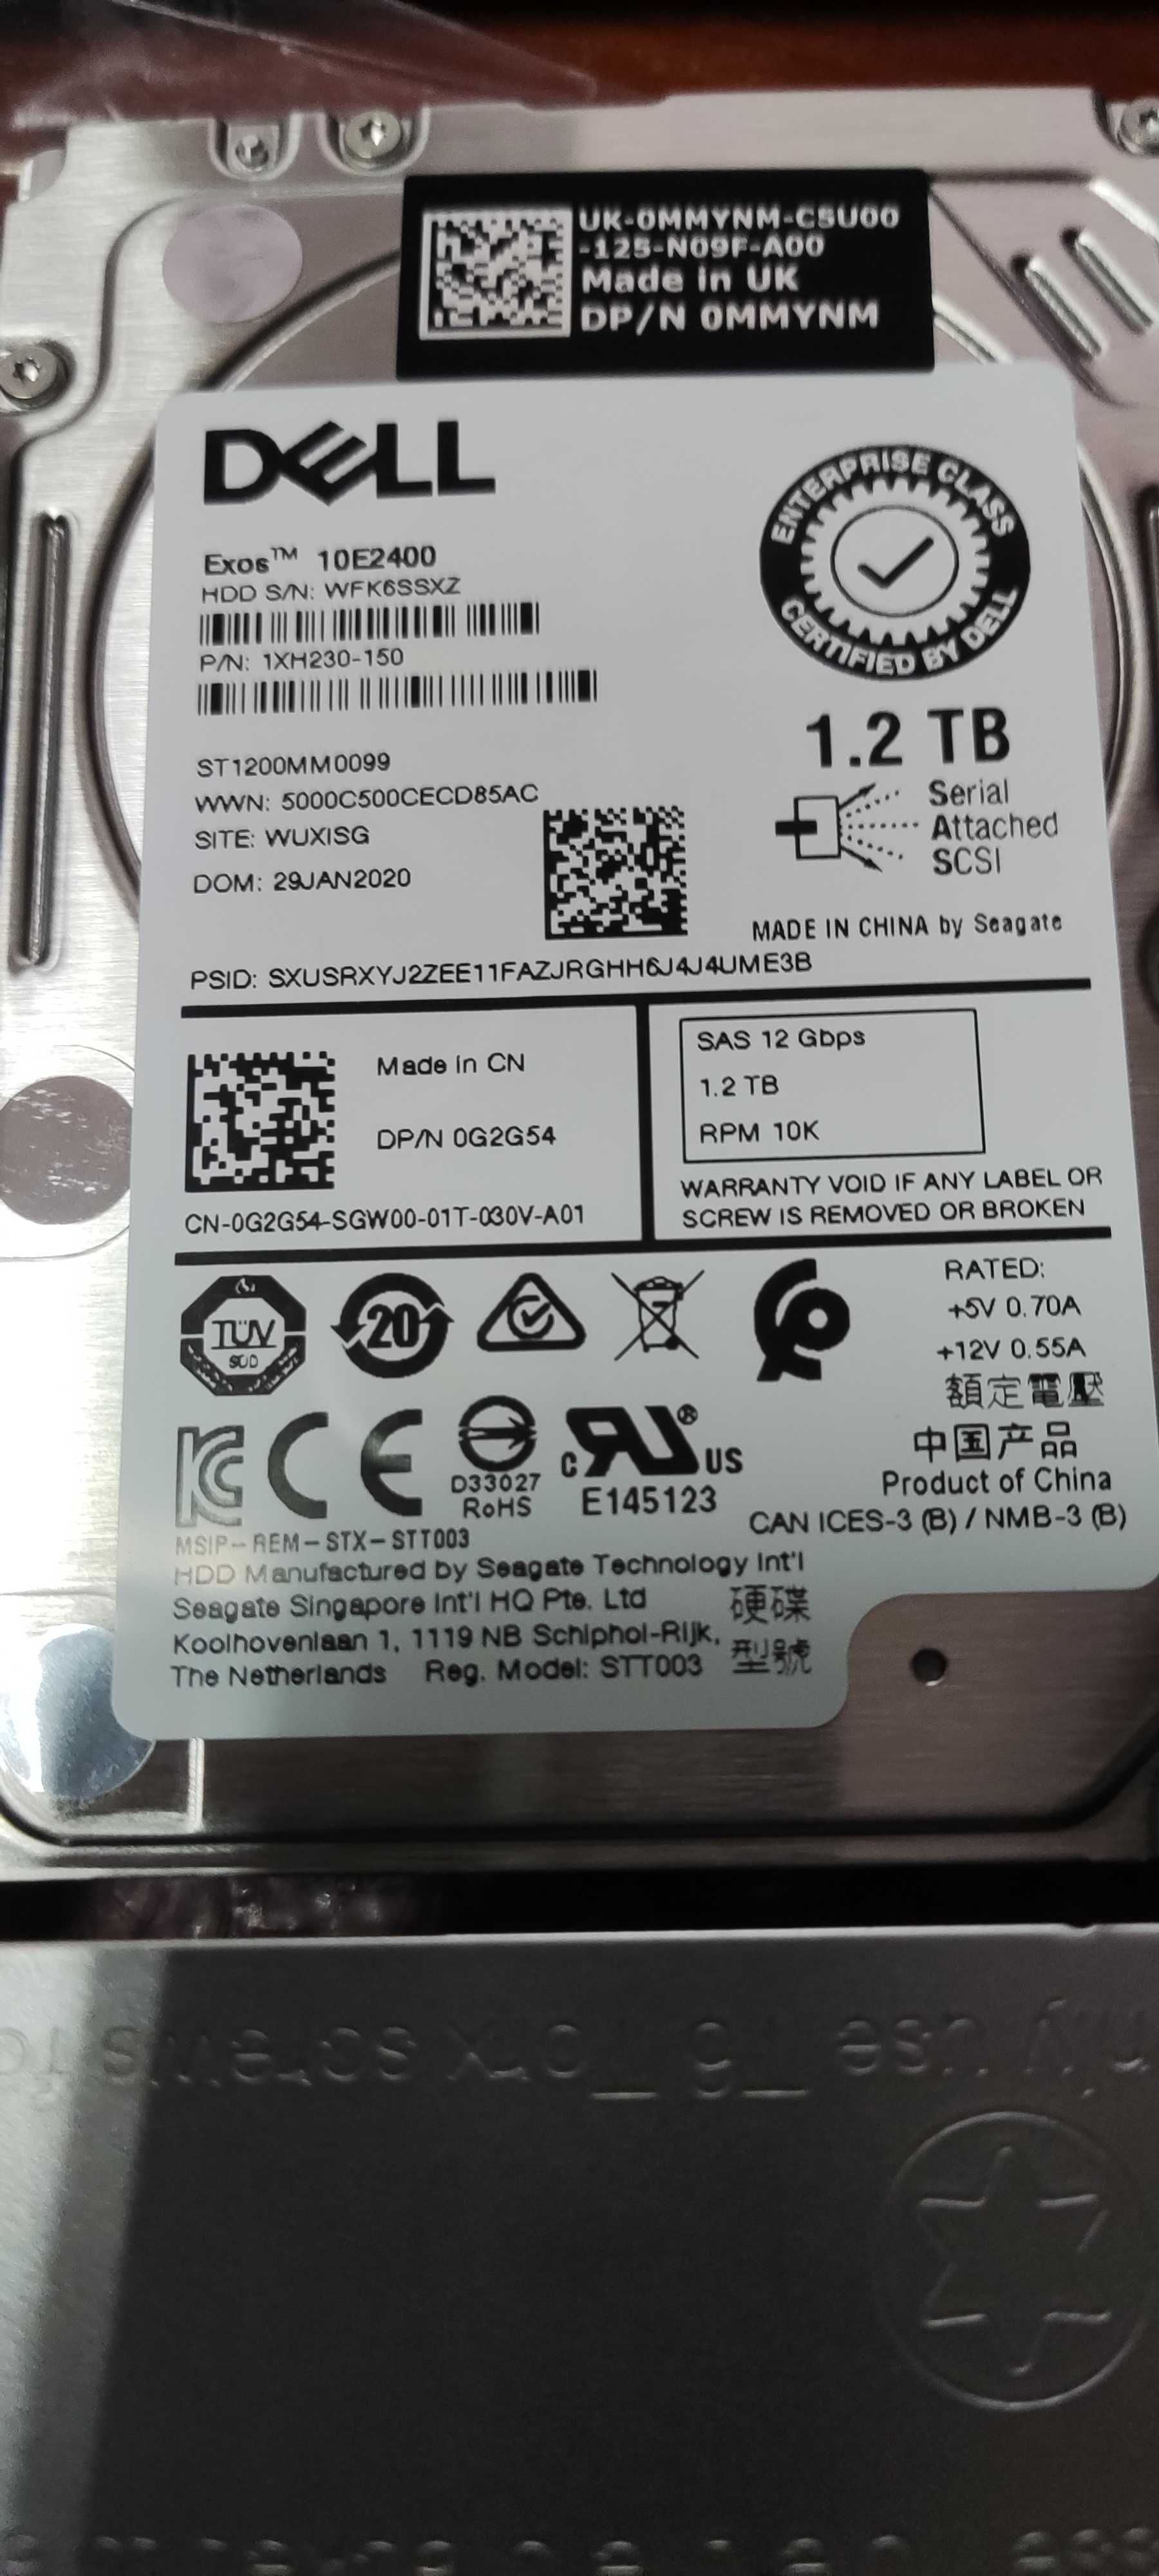 UK-0MMYNM-CSU00
-125-N09F-A00
Made in UK
DP/N 0MMYNM
DELL
ENTERPRISE CLASS
CERTIFIED BY DELL
Exos™ 10E2400
HDD S/N: WFK6SSXZ
P/N: 1XH230-150
1.2 TB
ST1200MM0099
WWN: 5000C500CECD85AC
SITE: WUXISG
DOM: 29JAN2020
Serial
Attached
SCSI
MADE IN CHINA by Seagate
PSID: SXUSRXYJ2ZEE11FAZJRGHH6J4J4UME3B
Made in CN
DP/N 0G2G54
CN-0G2G54-SGW00-01T-030V-A01
SAS 12 Gbps
1.2 TB
RPM 10K
WARRANTY VOID IF ANY LABEL OR
SCREW IS REMOVED OR BROKEN
TÜV
SÜD
20
RATED:
+5V 0.70A
+12V 0.55A
額定電壓
中国产品
Product of China
CAN ICES-3 (B) / NMB-3 (B)
CE
D33027
RoHS
c RU ® US
E145123
MSIP-REM-STX-STT003
HDD Manufactured by Seagate Technology Int'l
Seagate Singapore Int'l HQ Pte. Ltd
Koolhovenlaan 1, 1119 NB Schiphol-Rijk,
The Netherlands Reg. Model: STT003
硬碟
型號
use T6 Torx screws